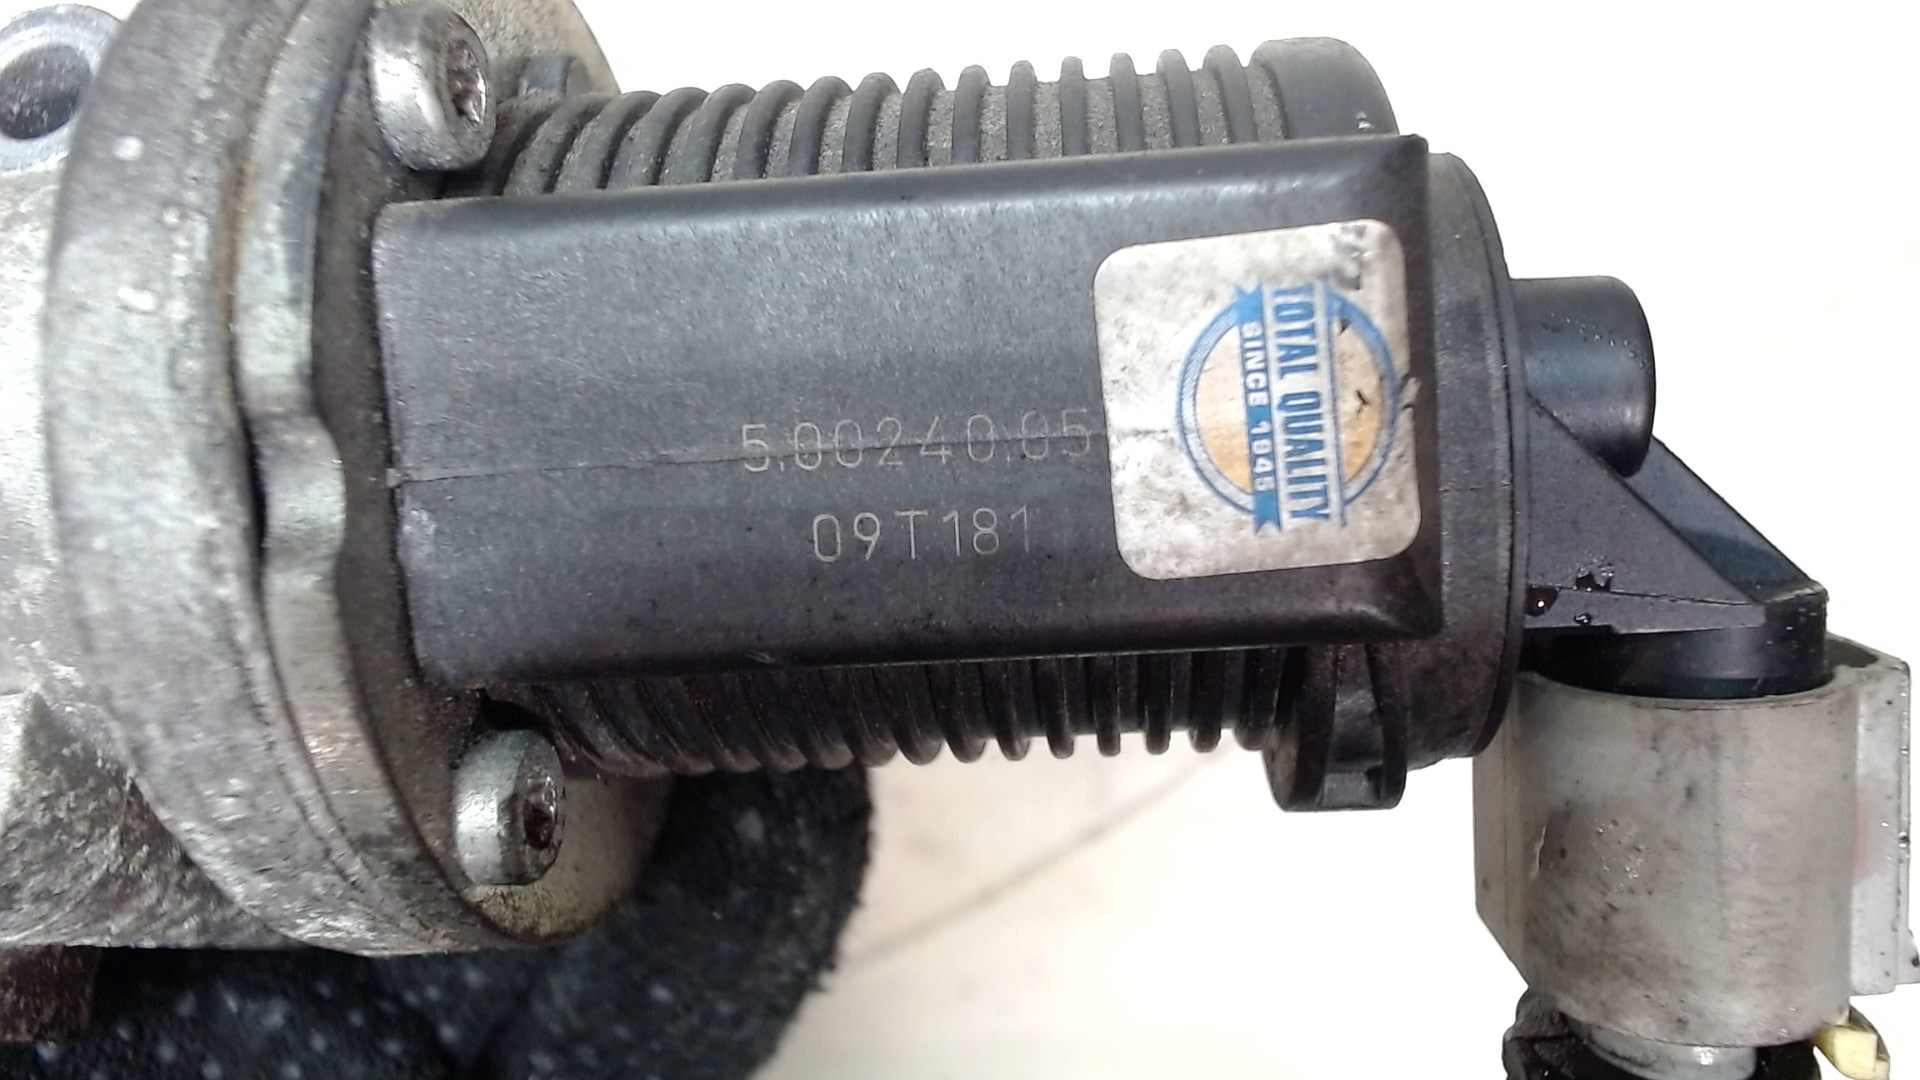 5.00240.05
09T181
TOTAL QUALITY
SINCE 1945